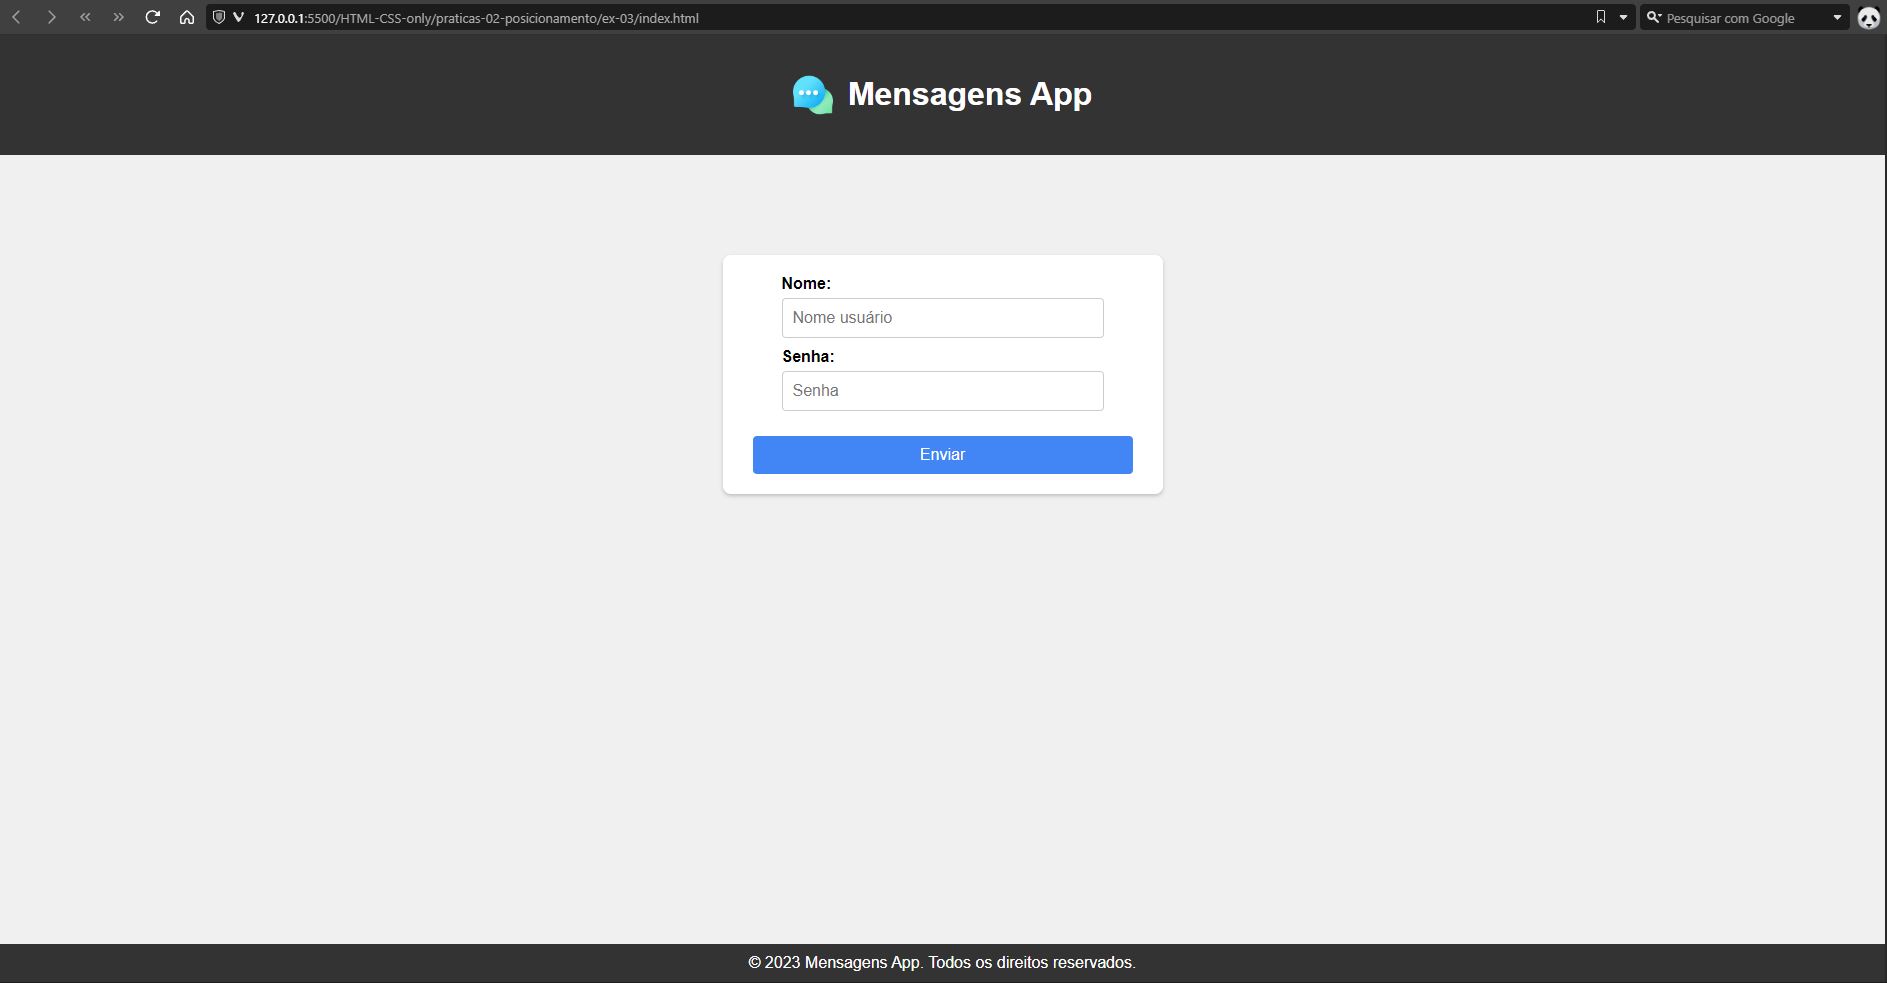 127.0.0.1:5500/HTML-CSS-only/praticas-02-posicionamento/ex-03/index.html
Pesquisar com Google
Mensagens App
Nome:
Nome usuário
Senha:
Senha
Enviar
© 2023 Mensagens App. Todos os direitos reservados.